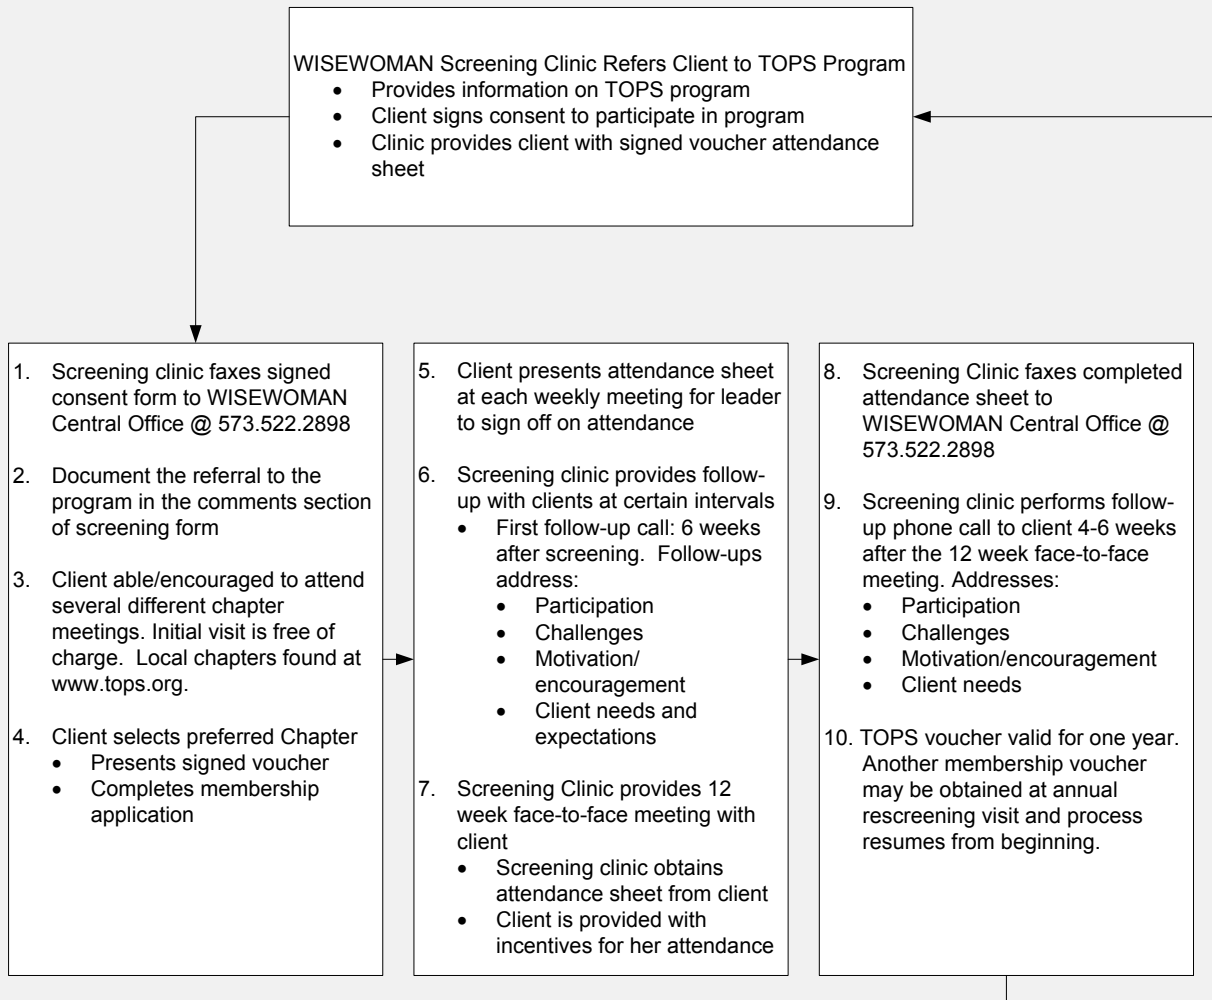 WISEWOMAN Screening Clinic Refers Client to TOPS Program
• Provides information on TOPS program
• Client signs consent to participate in program
• Clinic provides client with signed voucher attendance
sheet
1. Screening clinic faxes signed
consent form to WISEWOMAN
Central Office @ 573.522.2898
2. Document the referral to the
program in the comments section
of screening form
3. Client able/encouraged to attend
several different chapter
meetings. Initial visit is free of
charge.  Local chapters found at
www.tops.org.
4. Client selects preferred Chapter
• Presents signed voucher
• Completes membership
application
5. Client presents attendance sheet
at each weekly meeting for leader
to sign off on attendance
6. Screening clinic provides follow-
up with clients at certain intervals
• First follow-up call: 6 weeks
after screening.  Follow-ups
address:
• Participation
• Challenges
• Motivation/
encouragement
• Client needs and
expectations
7. Screening Clinic provides 12
week face-to-face meeting with
client
• Screening clinic obtains
attendance sheet from client
• Client is provided with
incentives for her attendance
8. Screening Clinic faxes completed
attendance sheet to
WISEWOMAN Central Office @
573.522.2898
9. Screening clinic performs follow-
up phone call to client 4-6 weeks
after the 12 week face-to-face
meeting. Addresses:
• Participation
• Challenges
• Motivation/encouragement
• Client needs
10. TOPS voucher valid for one year.
Another membership voucher
may be obtained at annual
rescreening visit and process
resumes from beginning.